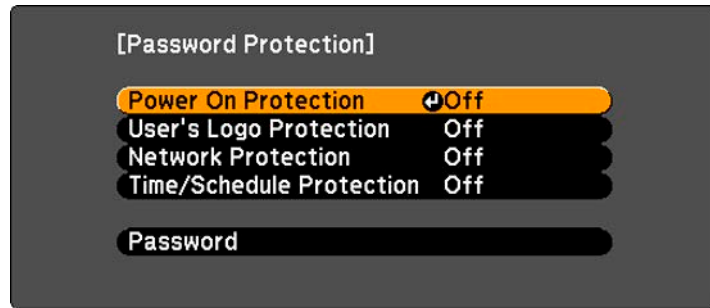 [Password Protection]
Power On Protection Off
User's Logo Protection Off
Network Protection Off
Time/Schedule Protection Off
Password